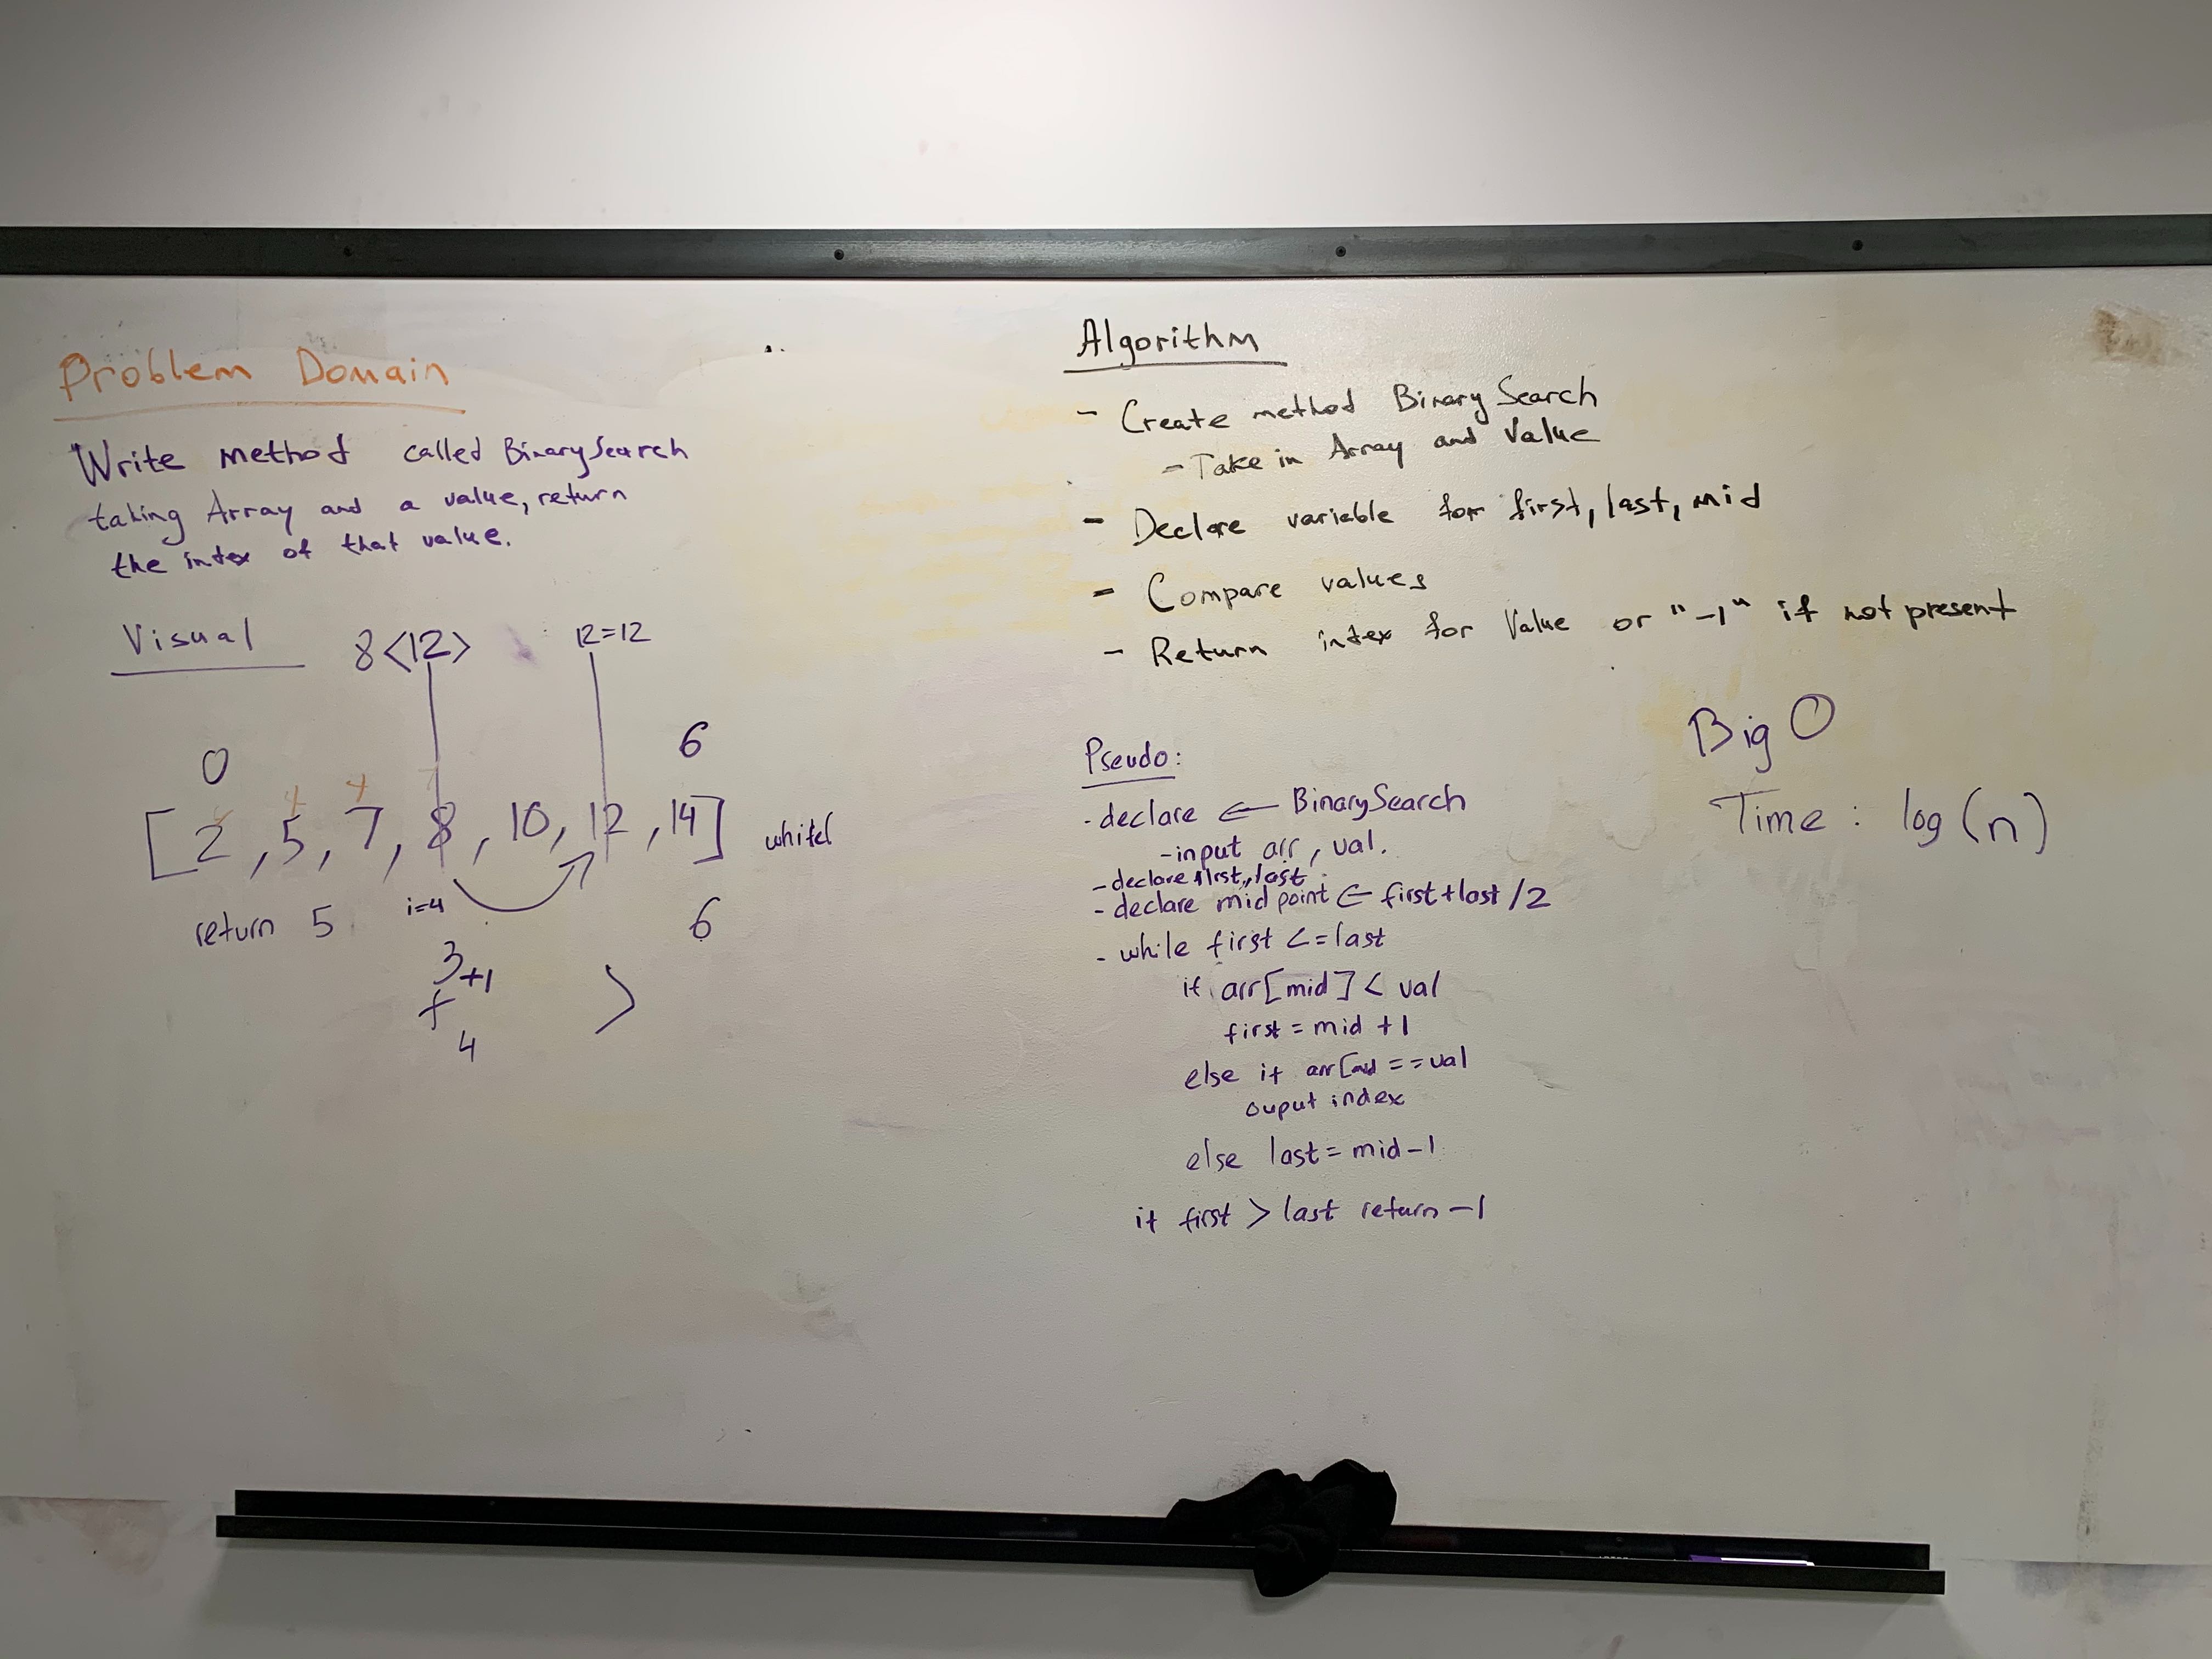 Problem Domain
Write method called BinarySearch
taking Array and a value, return
the index of that value.
Visual
8<12>
12=12
0
6
[2, 5, 7, 8, 10, 12, 14]
return 5
i=4
6
3+1
4
>
Algorithm
- Create method BinarySearch
- Take in Array and Value
- Declare variable for first, last, mid
- Compare values
- Return index for Value or "-1" if not present
Pseudo:
- declare ← BinarySearch
- input arr, val.
- declare first, last
- declare mid point ← first+last/2
- while first <= last
if arr[mid] < val
first = mid +1
else if arr[mid == val
ouput index
else last = mid-1
if first > last return -1
Big O
Time: log(n)